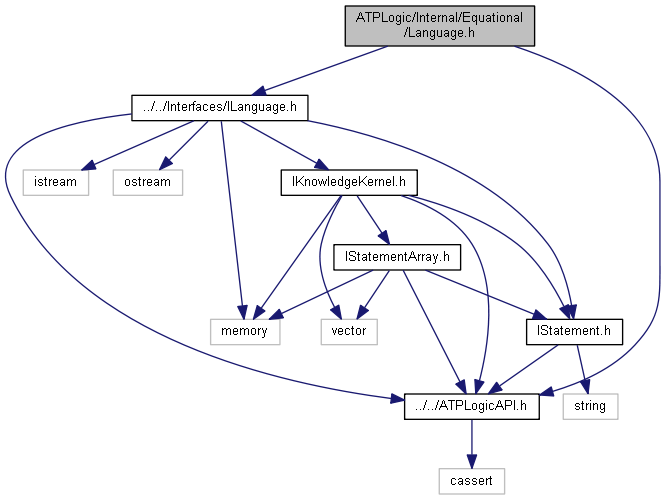 ATPLogic/Internal/Equational
/Language.h
../../Interfaces/ILanguage.h
istream
ostream
IKnowledgeKernel.h
IStatementArray.h
memory
vector
IStatement.h
../../ATPLogicAPI.h
string
cassert